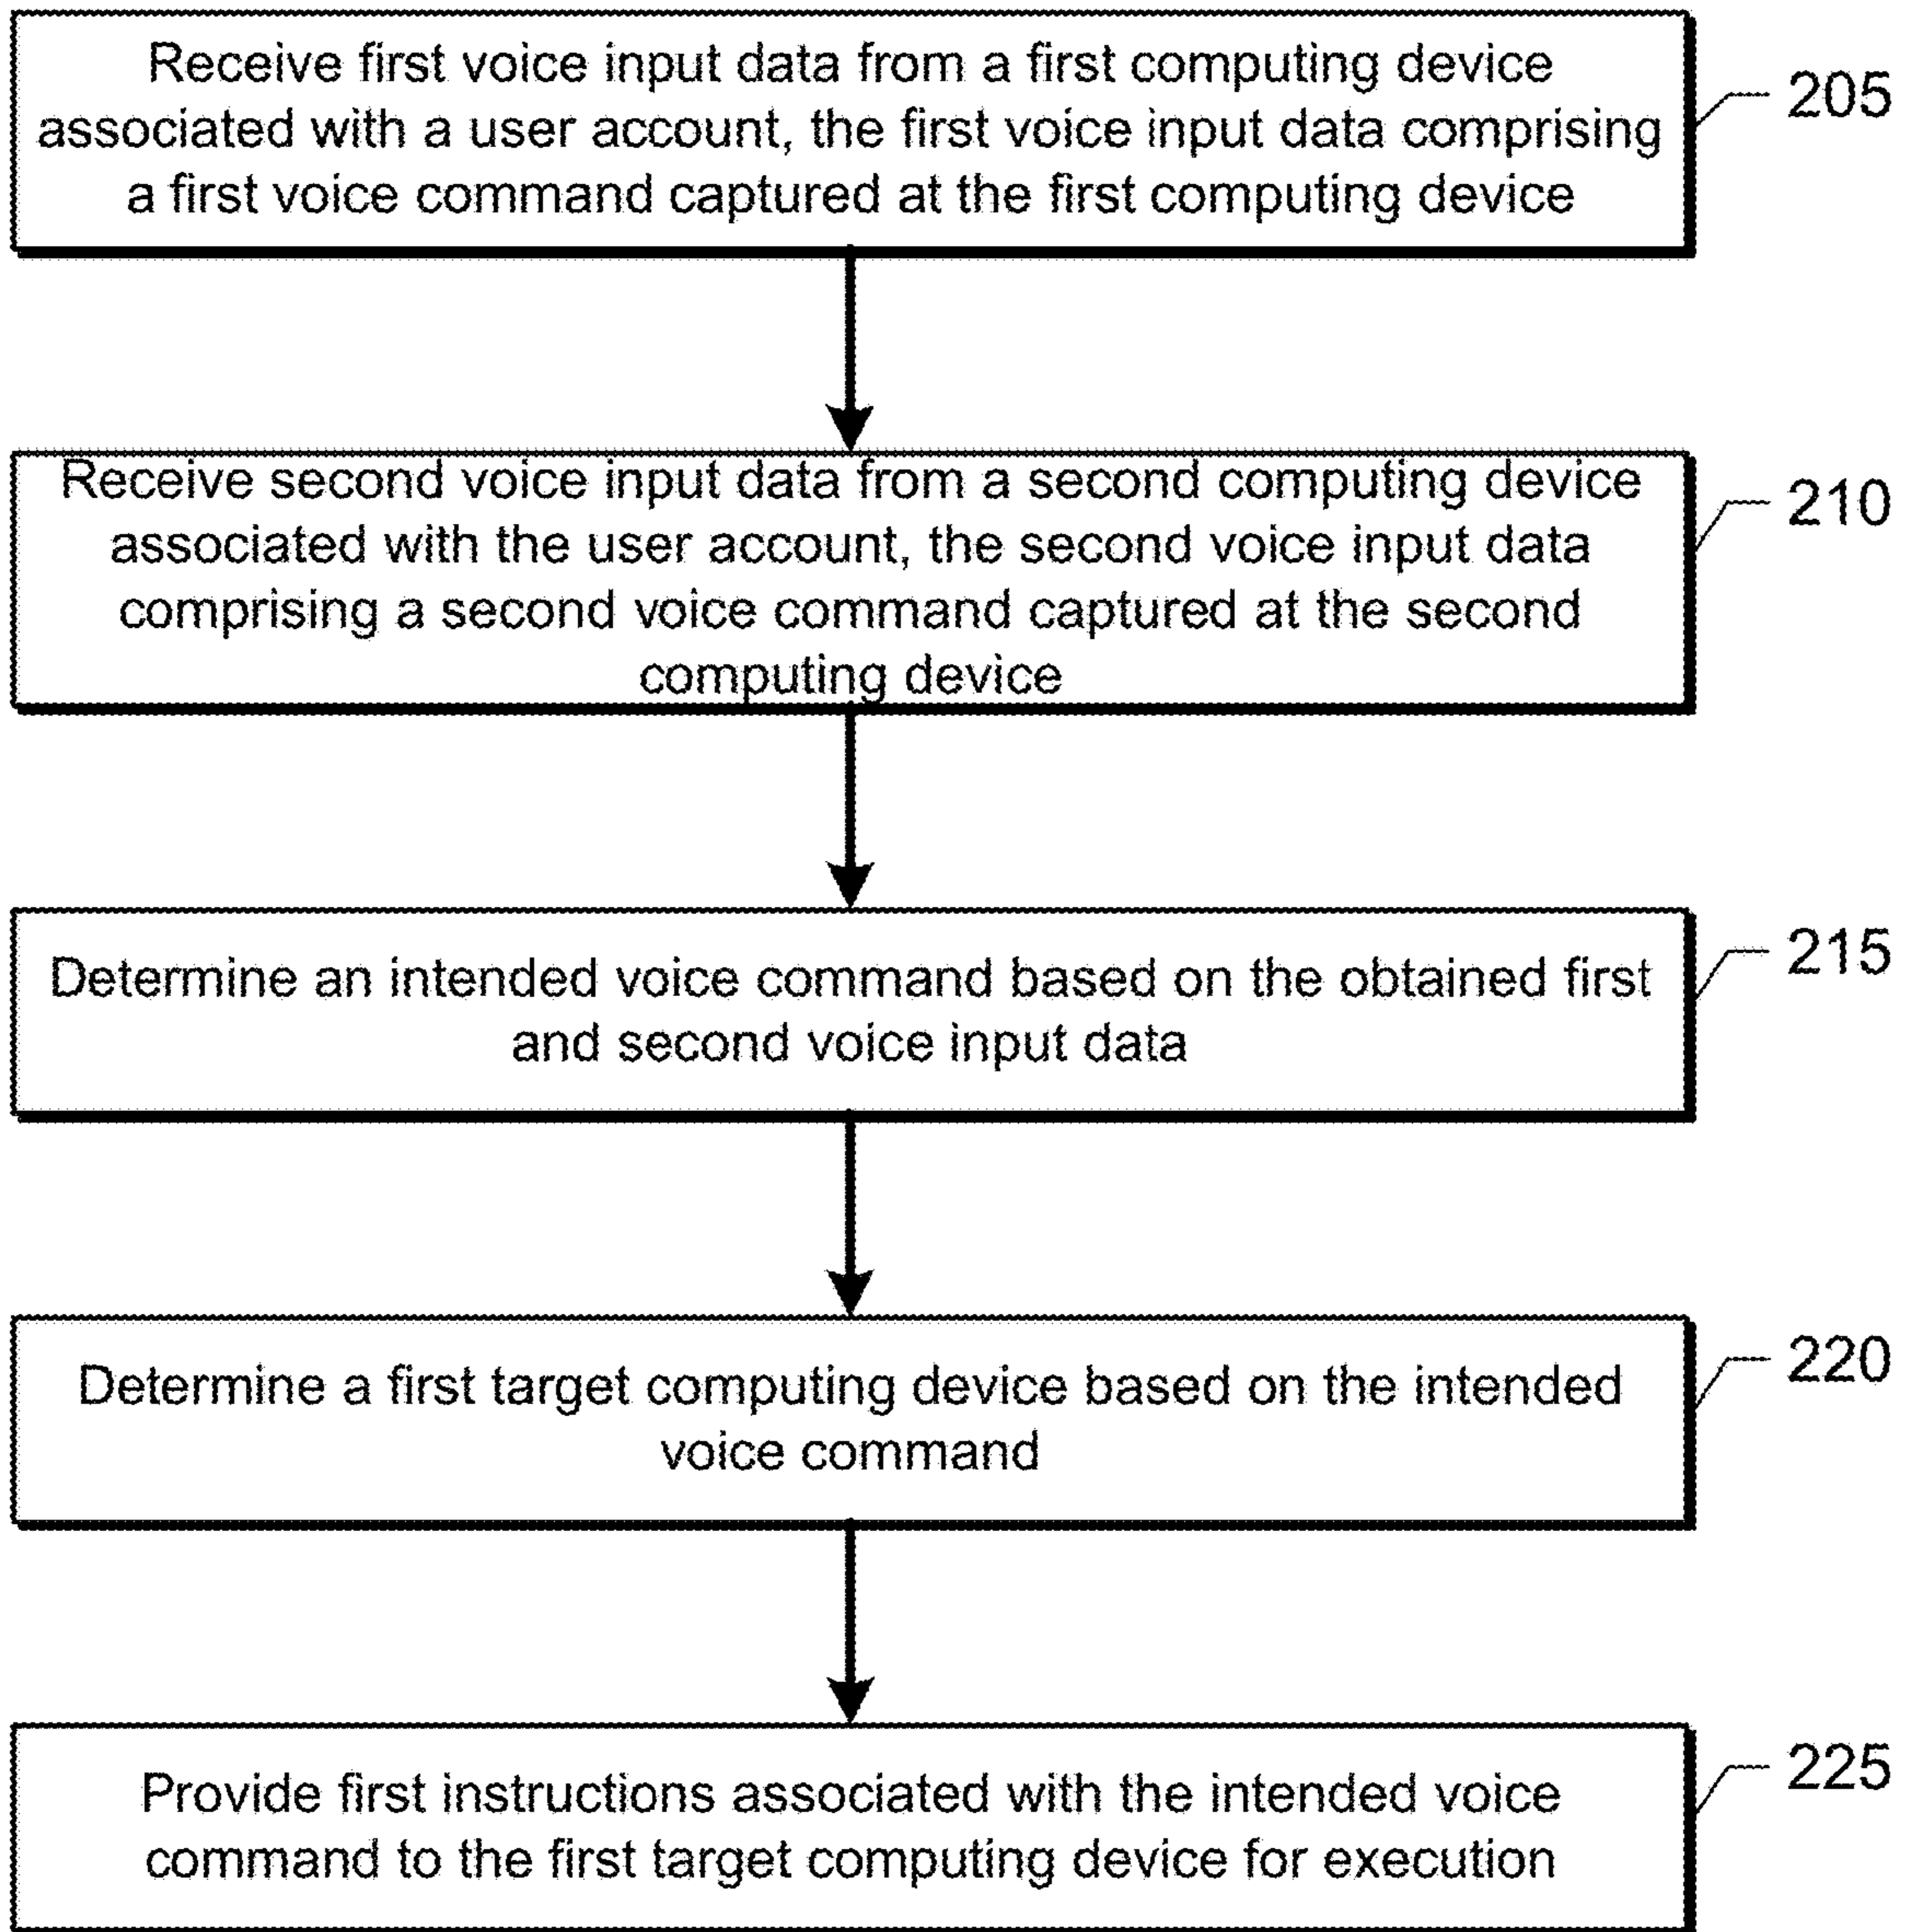 Receive first voice input data from a first computing device
associated with a user account, the first voice input data comprising
a first voice command captured at the first computing device
205
Receive second voice input data from a second computing device
associated with the user account, the second voice input data
comprising a second voice command captured at the second
computing device
210
Determine an intended voice command based on the obtained first
and second voice input data
215
Determine a first target computing device based on the intended
voice command
220
Provide first instructions associated with the intended voice
command to the first target computing device for execution
225